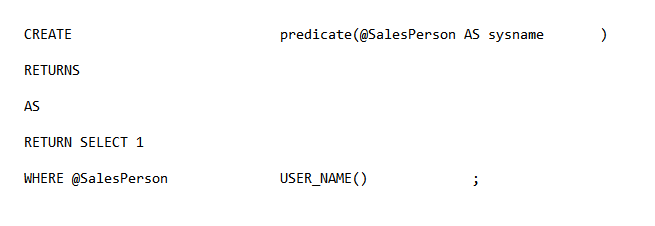 CREATE predicate(@SalesPerson AS sysname )
RETURNS
AS
RETURN SELECT 1
WHERE @SalesPerson USER_NAME() ;